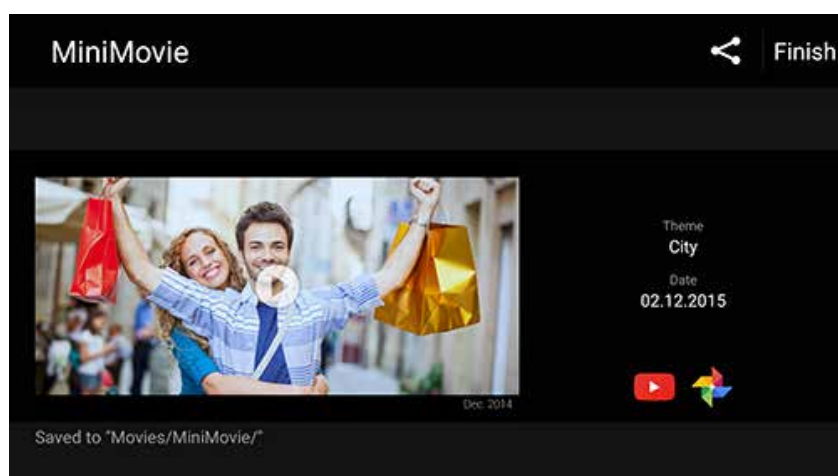 MiniMovie
Finish
Theme
City
Date
02.12.2015
Dec. 2014
Saved to "Movies/MiniMovie/"